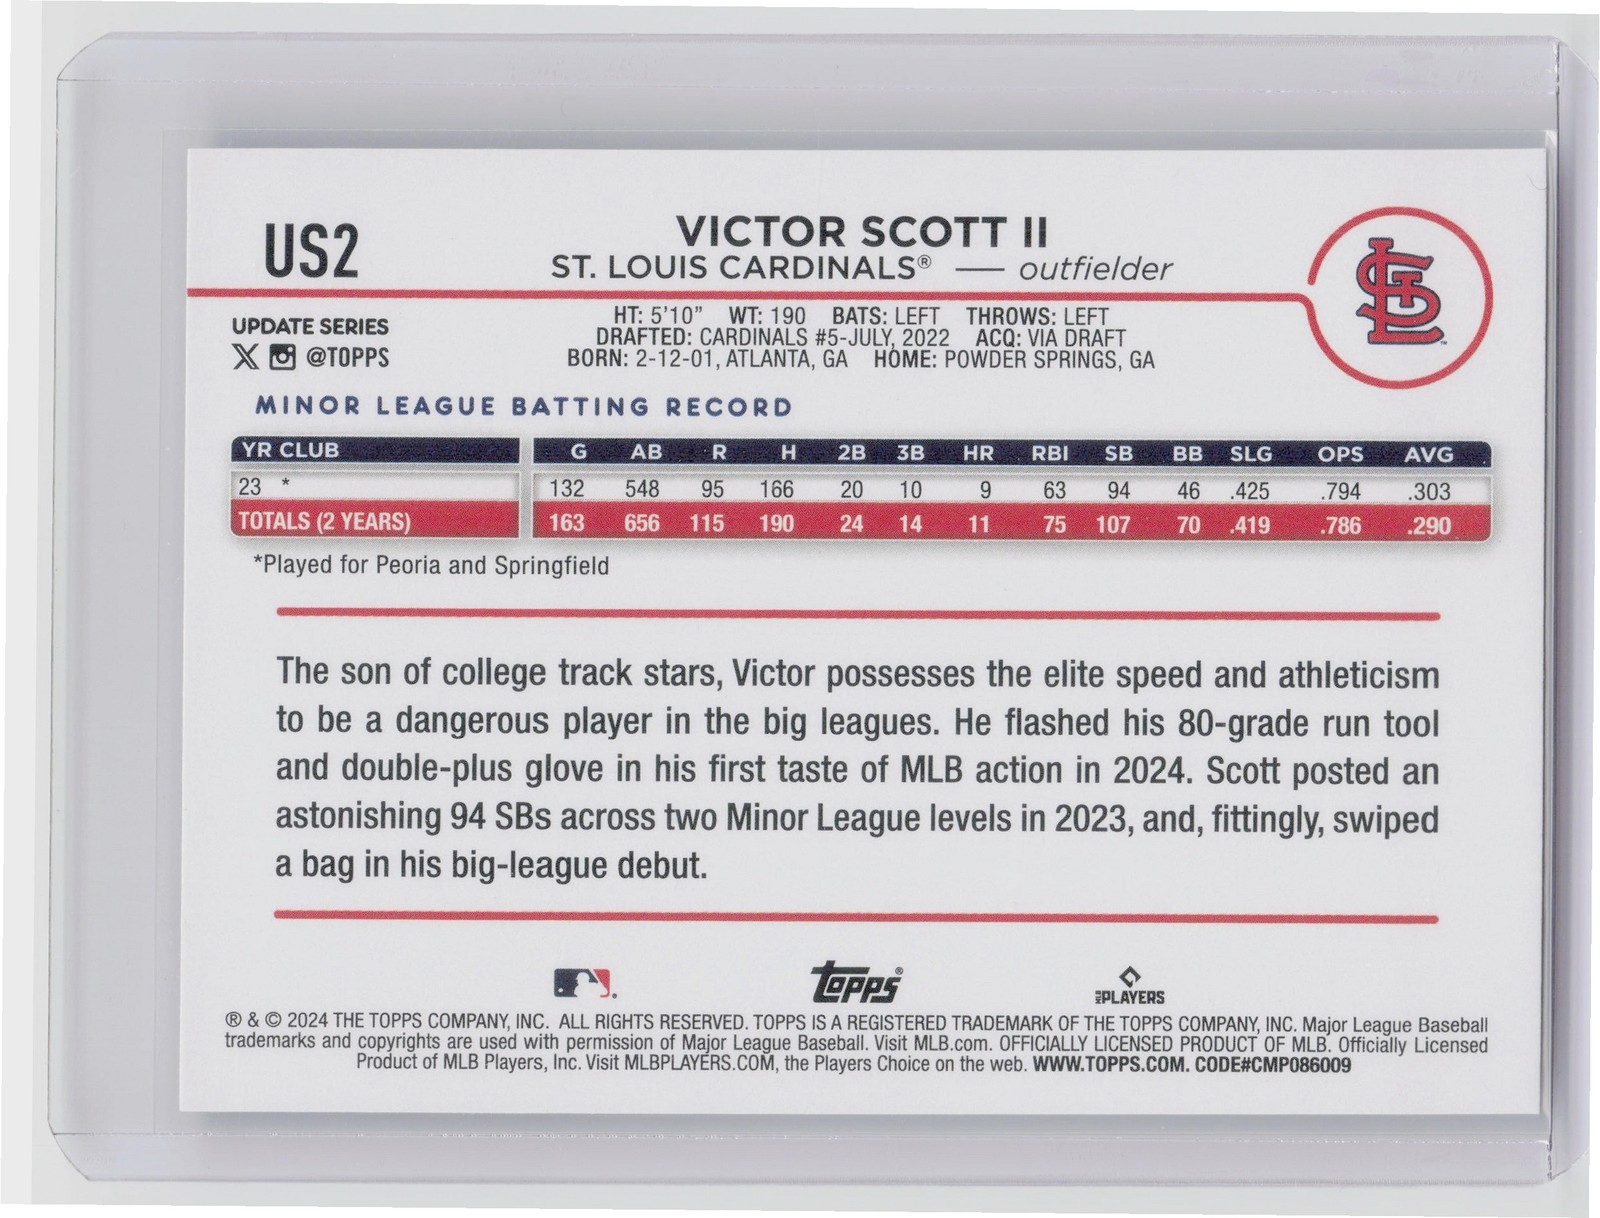 US2
VICTOR SCOTT II
ST. LOUIS CARDINALS® — outfielder
UPDATE SERIES
X @TOPPS
HT: 5'10" WT: 190 BATS: LEFT THROWS: LEFT
DRAFTED: CARDINALS #5-JULY, 2022 ACQ: VIA DRAFT
BORN: 2-12-01, ATLANTA, GA HOME: POWDER SPRINGS, GA
STL
MINOR LEAGUE BATTING RECORD
YR CLUB G AB R H 2B 3B HR RBI SB BB SLG OPS AVG
23 * 132 548 95 166 20 10 9 63 94 46 .425 .794 .303
TOTALS (2 YEARS) 163 656 115 190 24 14 11 75 107 70 .419 .786 .290
*Played for Peoria and Springfield
The son of college track stars, Victor possesses the elite speed and athleticism
to be a dangerous player in the big leagues. He flashed his 80-grade run tool
and double-plus glove in his first taste of MLB action in 2024. Scott posted an
astonishing 94 SBs across two Minor League levels in 2023, and, fittingly, swiped
a bag in his big-league debut.
Topps®
MLB PLAYERS
® & © 2024 THE TOPPS COMPANY, INC. ALL RIGHTS RESERVED. TOPPS IS A REGISTERED TRADEMARK OF THE TOPPS COMPANY, INC. Major League Baseball
trademarks and copyrights are used with permission of Major League Baseball. Visit MLB.com. OFFICIALLY LICENSED PRODUCT OF MLB. Officially Licensed
Product of MLB Players, Inc. Visit MLBPLAYERS.COM, the Players Choice on the web. WWW.TOPPS.COM. CODE#CMP086009